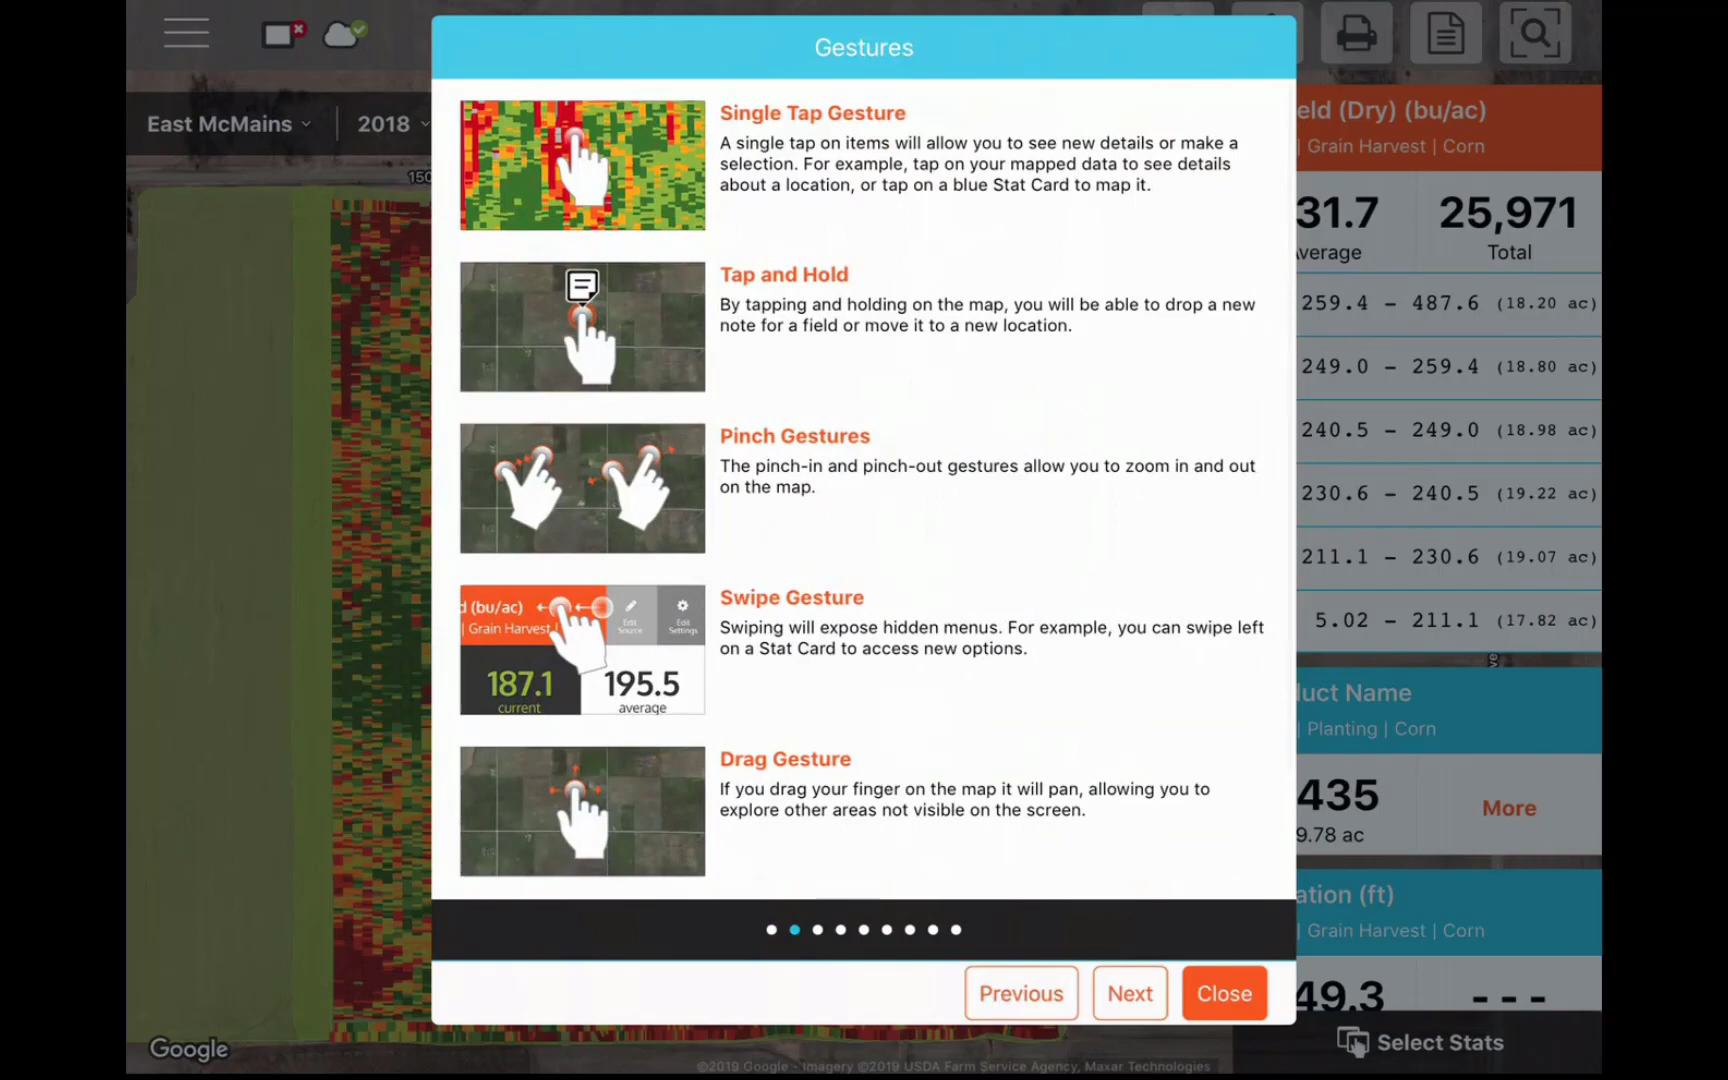 Gestures
East McMains
2018
150
Single Tap Gesture
A single tap on items will allow you to see new details or make a
selection. For example, tap on your mapped data to see details
about a location, or tap on a blue Stat Card to map it.
Tap and Hold
By tapping and holding on the map, you will be able to drop a new
note for a field or move it to a new location.
Pinch Gestures
The pinch-in and pinch-out gestures allow you to zoom in and out
on the map.
d (bu/ac)
| Grain Harvest |
Edit
Source
Edit
Settings
187.1
current
195.5
average
Swipe Gesture
Swiping will expose hidden menus. For example, you can swipe left
on a Stat Card to access new options.
Drag Gesture
If you drag your finger on the map it will pan, allowing you to
explore other areas not visible on the screen.
Previous
Next
Close
eld (Dry) (bu/ac)
| Grain Harvest | Corn
31.7
verage
25,971
Total
259.4 - 487.6 (18.20 ac)
249.0 - 259.4 (18.80 ac)
240.5 - 249.0 (18.98 ac)
230.6 - 240.5 (19.22 ac)
211.1 - 230.6 (19.07 ac)
5.02 - 211.1 (17.82 ac)
ve
luct Name
| Planting | Corn
435
9.78 ac
More
ation (ft)
| Grain Harvest | Corn
49.3
---
Select Stats
Google
©2019 Google - Imagery ©2019 USDA Farm Service Agency, Maxar Technologies